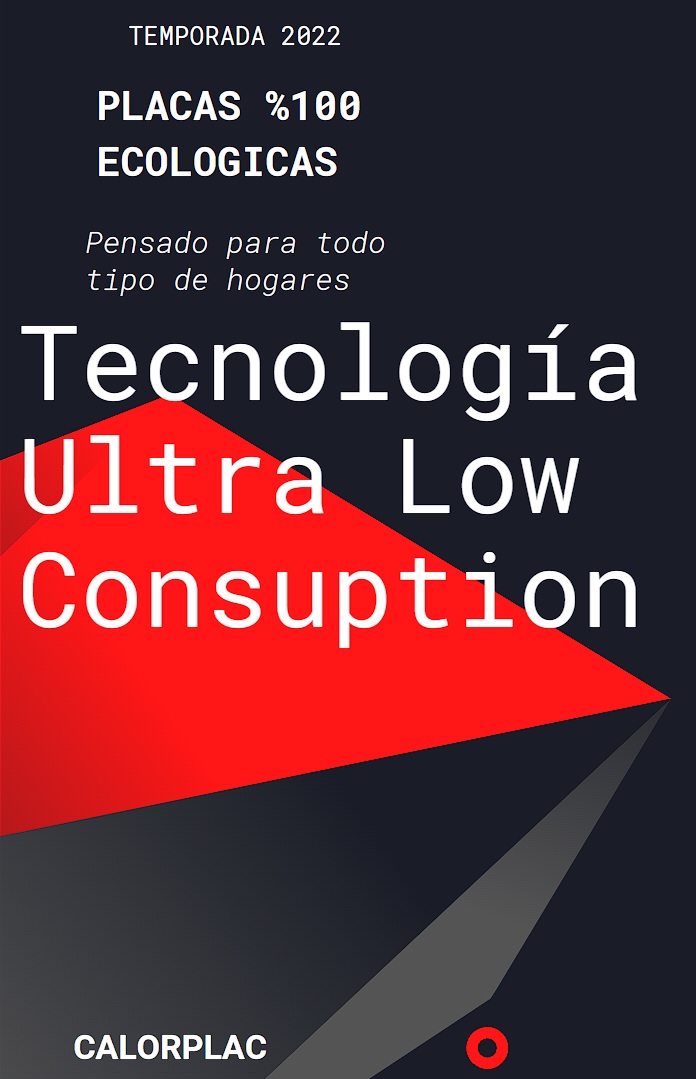 TEMPORADA 2022
PLACAS %100
ECOLOGICAS
Pensado para todo
tipo de hogares
Tecnología
Ultra Low
Consuption
CALORPLAC